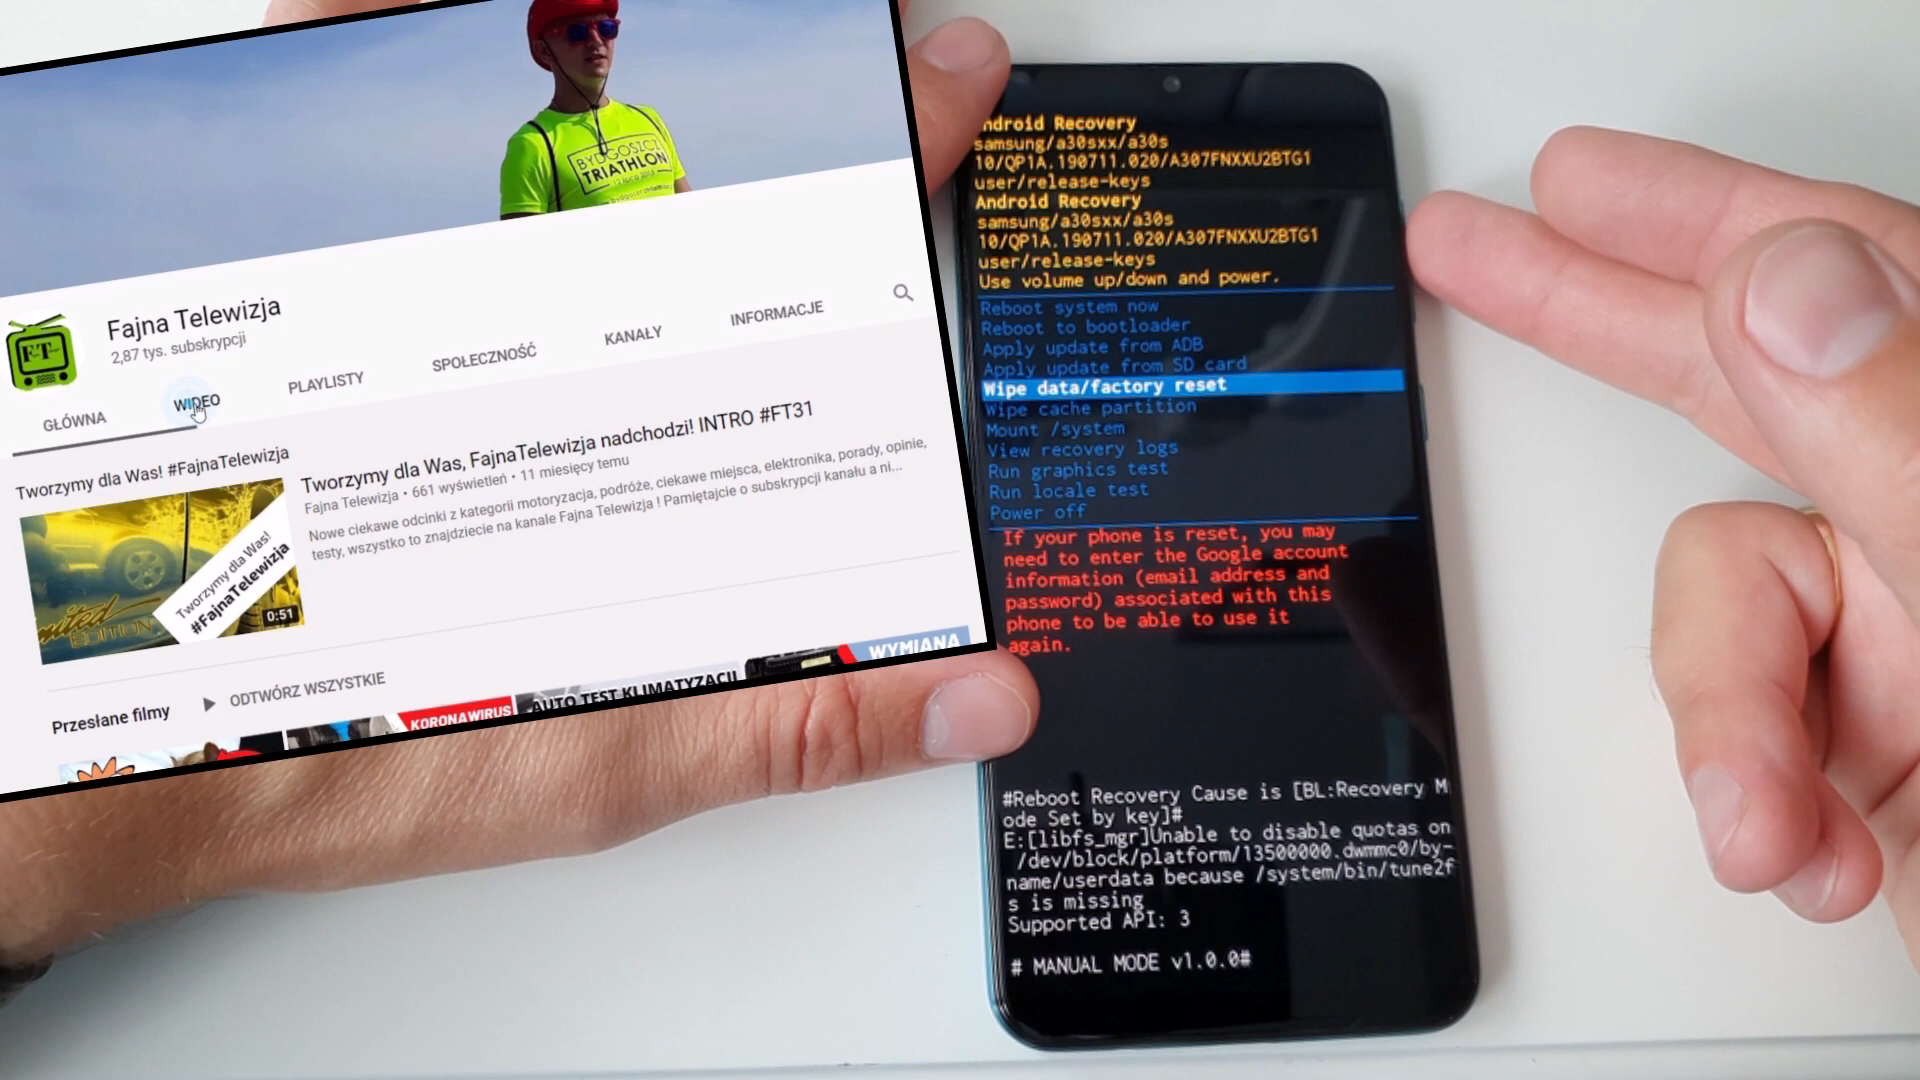 BYDGOSZCZ
TRIATHLON
Fajna Telewizja
2,87 tys. subskrypcji
GŁÓWNA
WIDEO
PLAYLISTY
SPOŁECZNOŚĆ
KANAŁY
INFORMACJE
Tworzymy dla Was! #FajnaTelewizja
Tworzymy dla Was!
#FajnaTelewizja
EDITION
0:51
Tworzymy dla Was, FajnaTelewizja nadchodzi! INTRO #FT31
Fajna Telewizja • 661 wyświetleń • 11 miesięcy temu
Nowe ciekawe odcinki z kategorii motoryzacja, podróże, ciekawe miejsca, elektronika, porady, opinie,
testy, wszystko to znajdziecie na kanale Fajna Telewizja ! Pamiętajcie o subskrypcji kanału a ni...
Przesłane filmy
ODTWÓRZ WSZYSTKIE
KORONAWIRUS
AUTO TEST KLIMATYZACJI
WYMIANA
ndroid Recovery
samsung/a30sxx/a30s
10/QP1A.190711.020/A307FNXXU2BTG1
user/release-keys
Android Recovery
samsung/a30sxx/a30s
10/QP1A.190711.020/A307FNXXU2BTG1
user/release-keys
Use volume up/down and power.
Reboot system now
Reboot to bootloader
Apply update from ADB
Apply update from SD card
Wipe data/factory reset
Wipe cache partition
Mount /system
View recovery logs
Run graphics test
Run locale test
Power off
If your phone is reset, you may
need to enter the Google account
information (email address and
password) associated with this
phone to be able to use it
again.
#Reboot Recovery Cause is [BL:Recovery M
ode Set by key]#
E:[libfs_mgr]Unable to disable quotas on
/dev/block/platform/13500000.dwmmc0/by-
name/userdata because /system/bin/tune2f
s is missing
Supported API: 3
# MANUAL MODE v1.0.0#